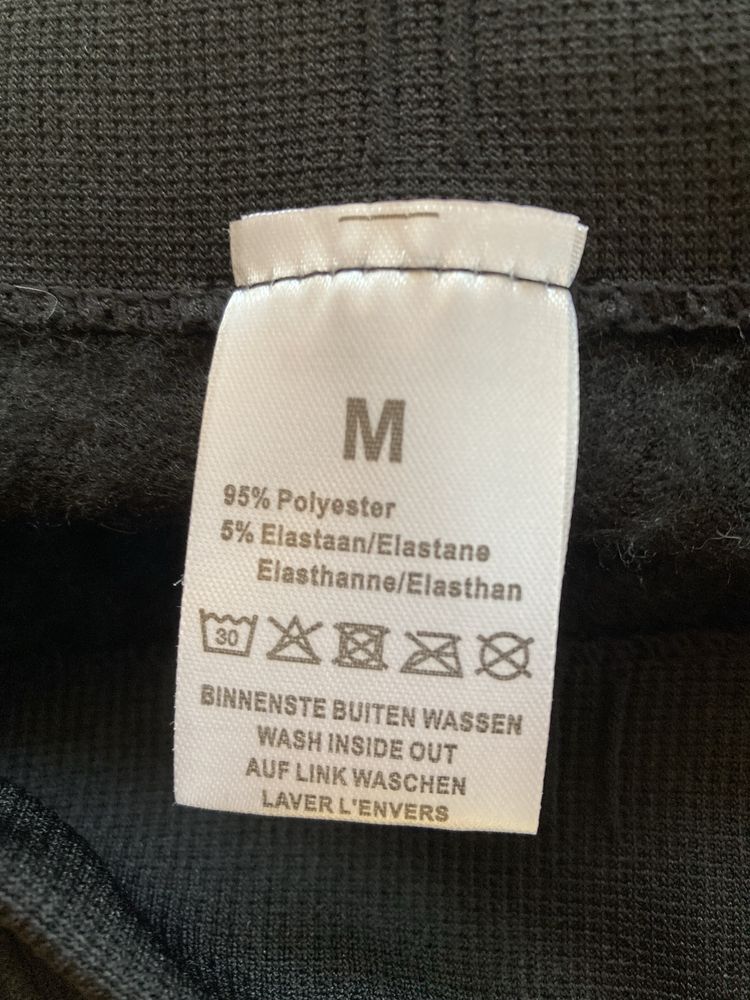 M
95% Polyester
5% Elastaan/Elastane
Elasthanne/Elasthan
30
BINNENSTE BUITEN WASSEN
WASH INSIDE OUT
AUF LINK WASCHEN
LAVER L'ENVERS